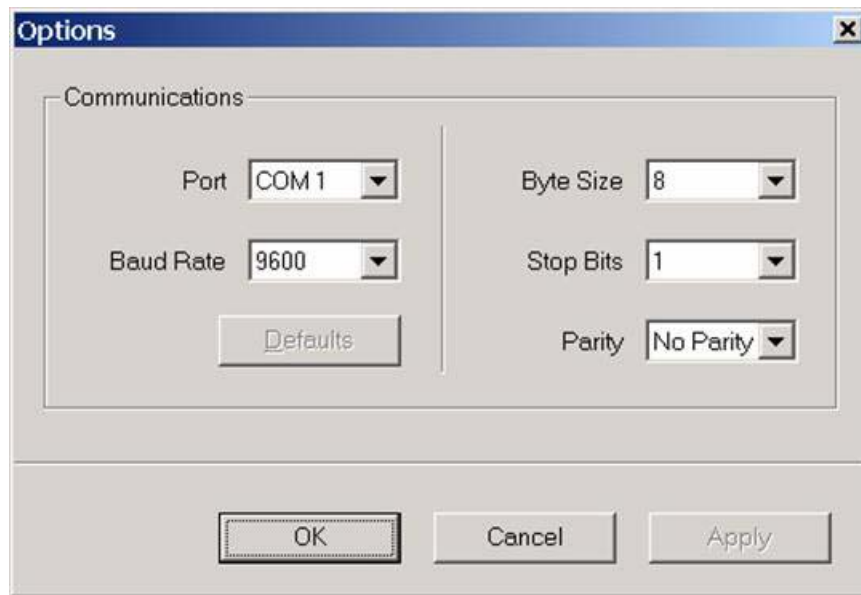 Options
Communications
Port COM 1
Byte Size 8
Baud Rate 9600
Stop Bits 1
Defaults
Parity No Parity
OK Cancel Apply